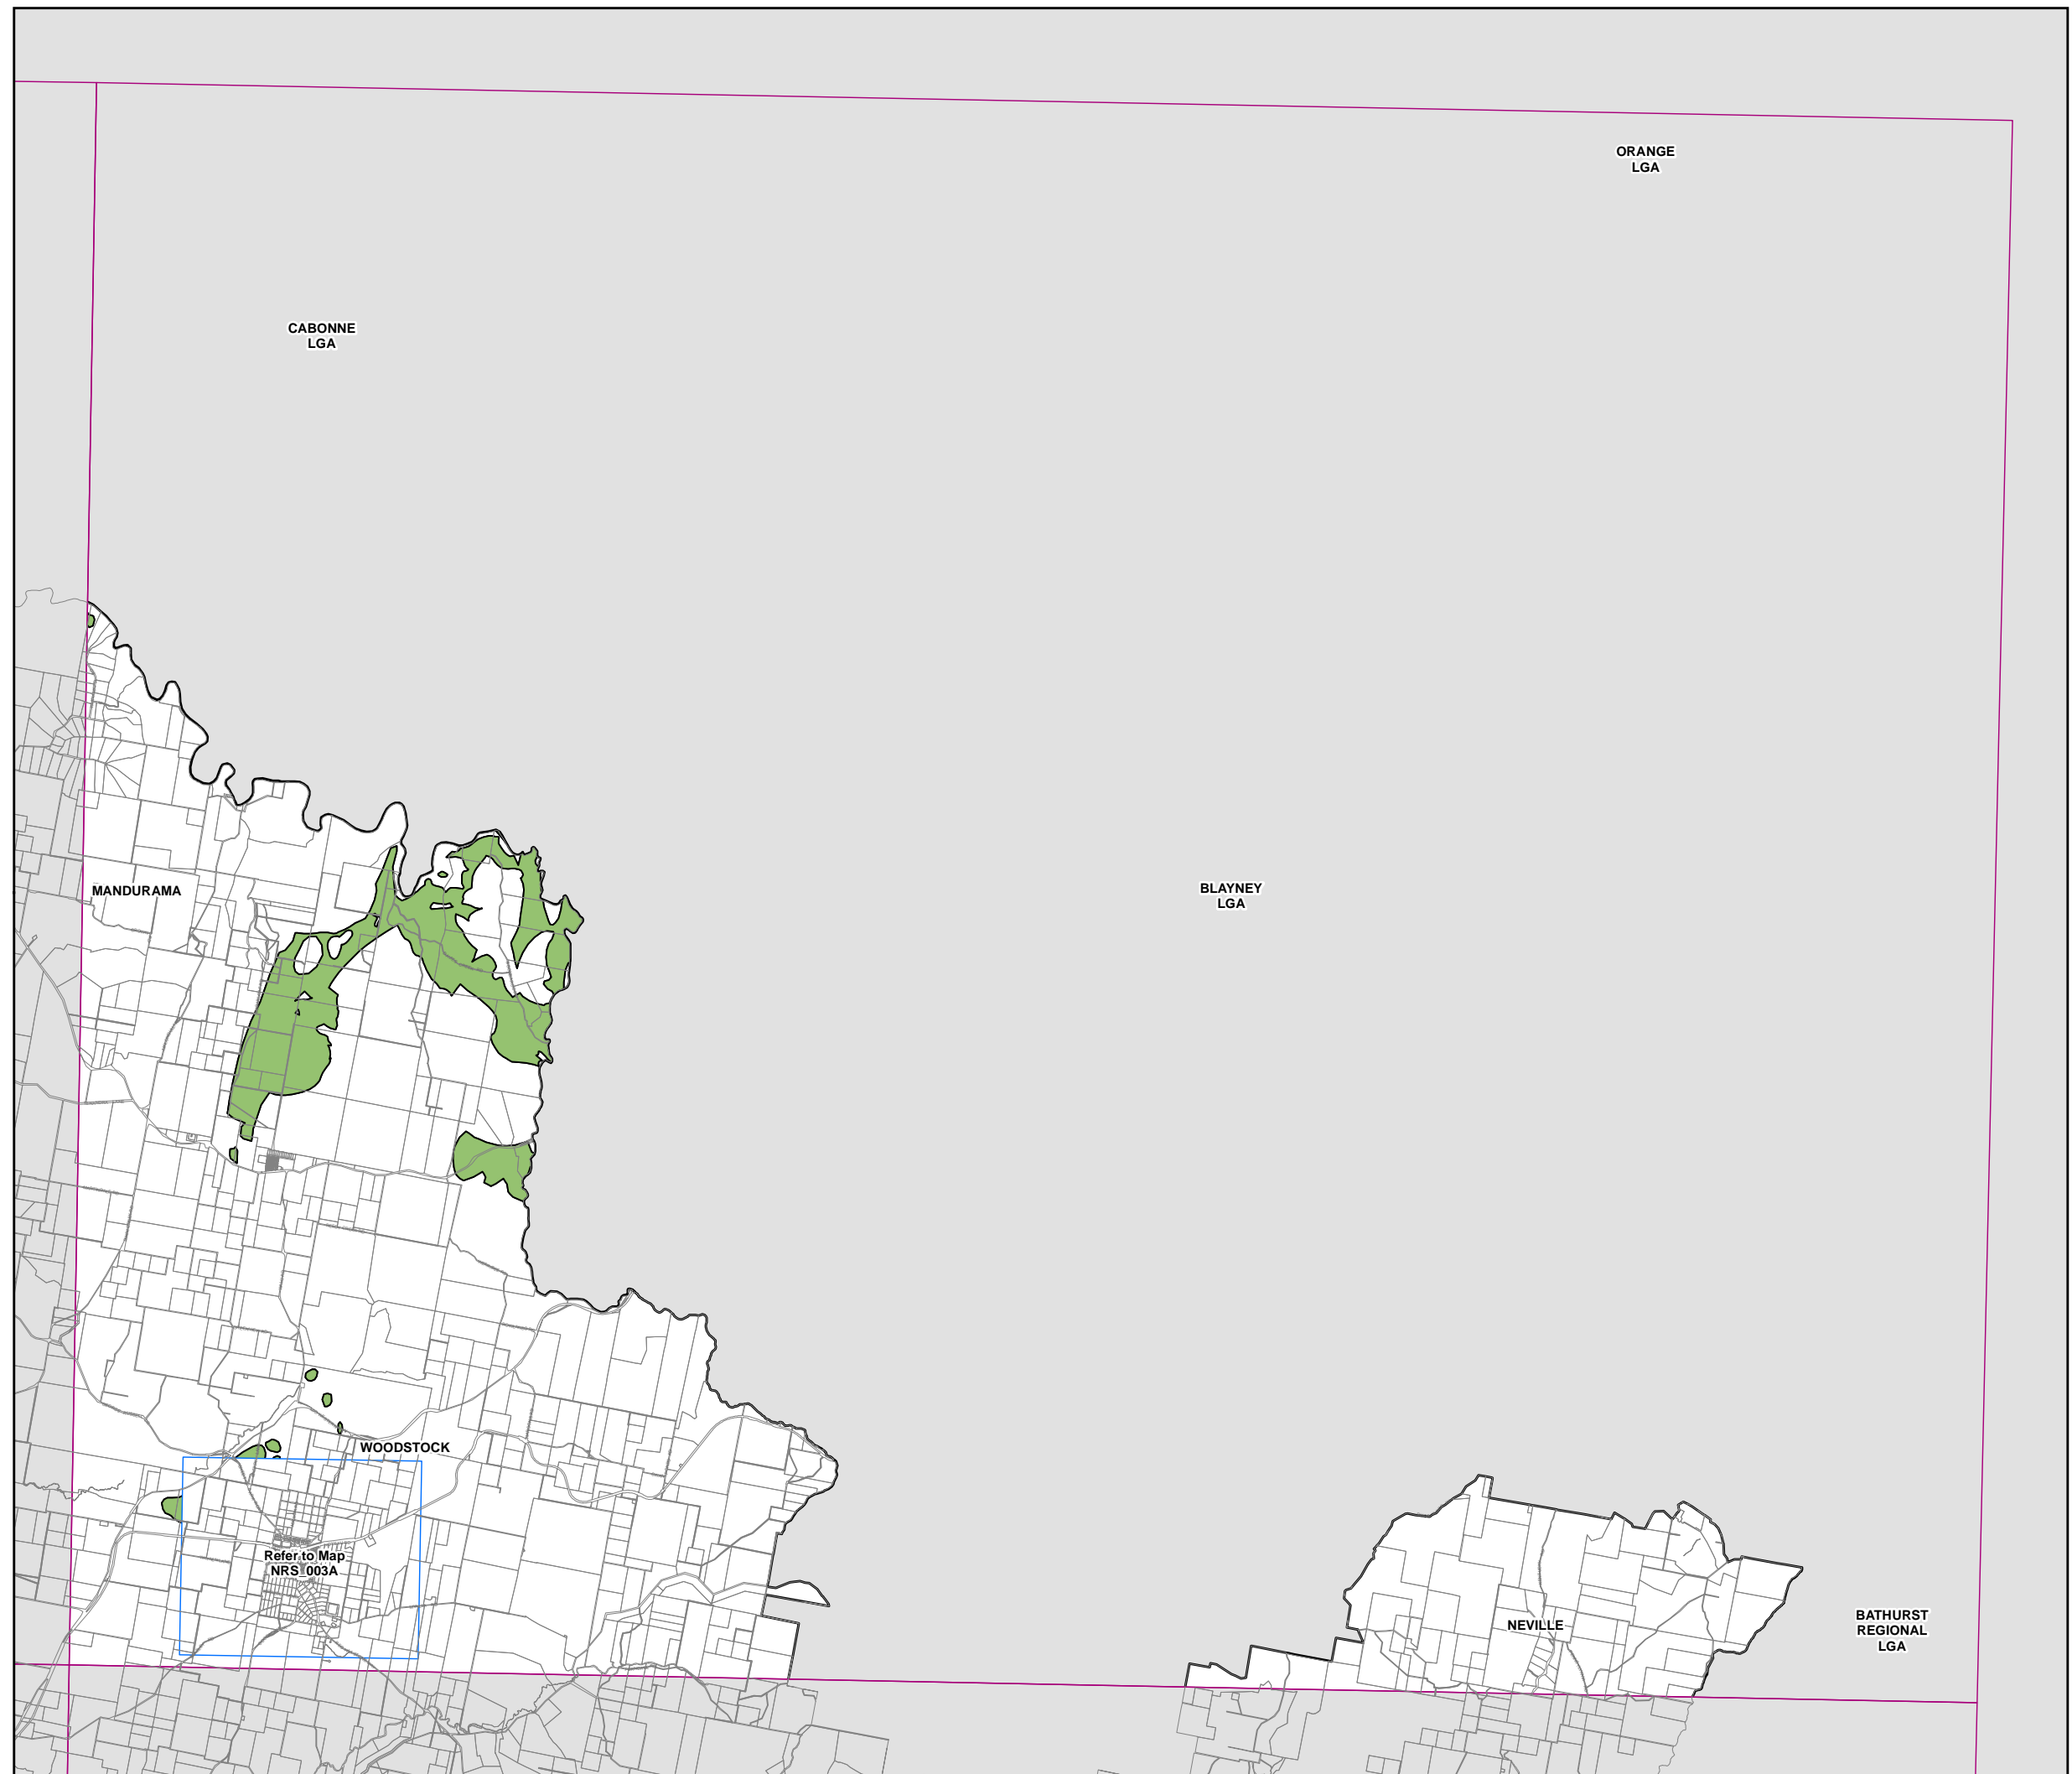 ORANGE
LGA
CABONNE
LGA
MANDURAMA
BLAYNEY
LGA
WOODSTOCK
Refer to Map
NRS_003A
NEVILLE
BATHURST
REGIONAL
LGA